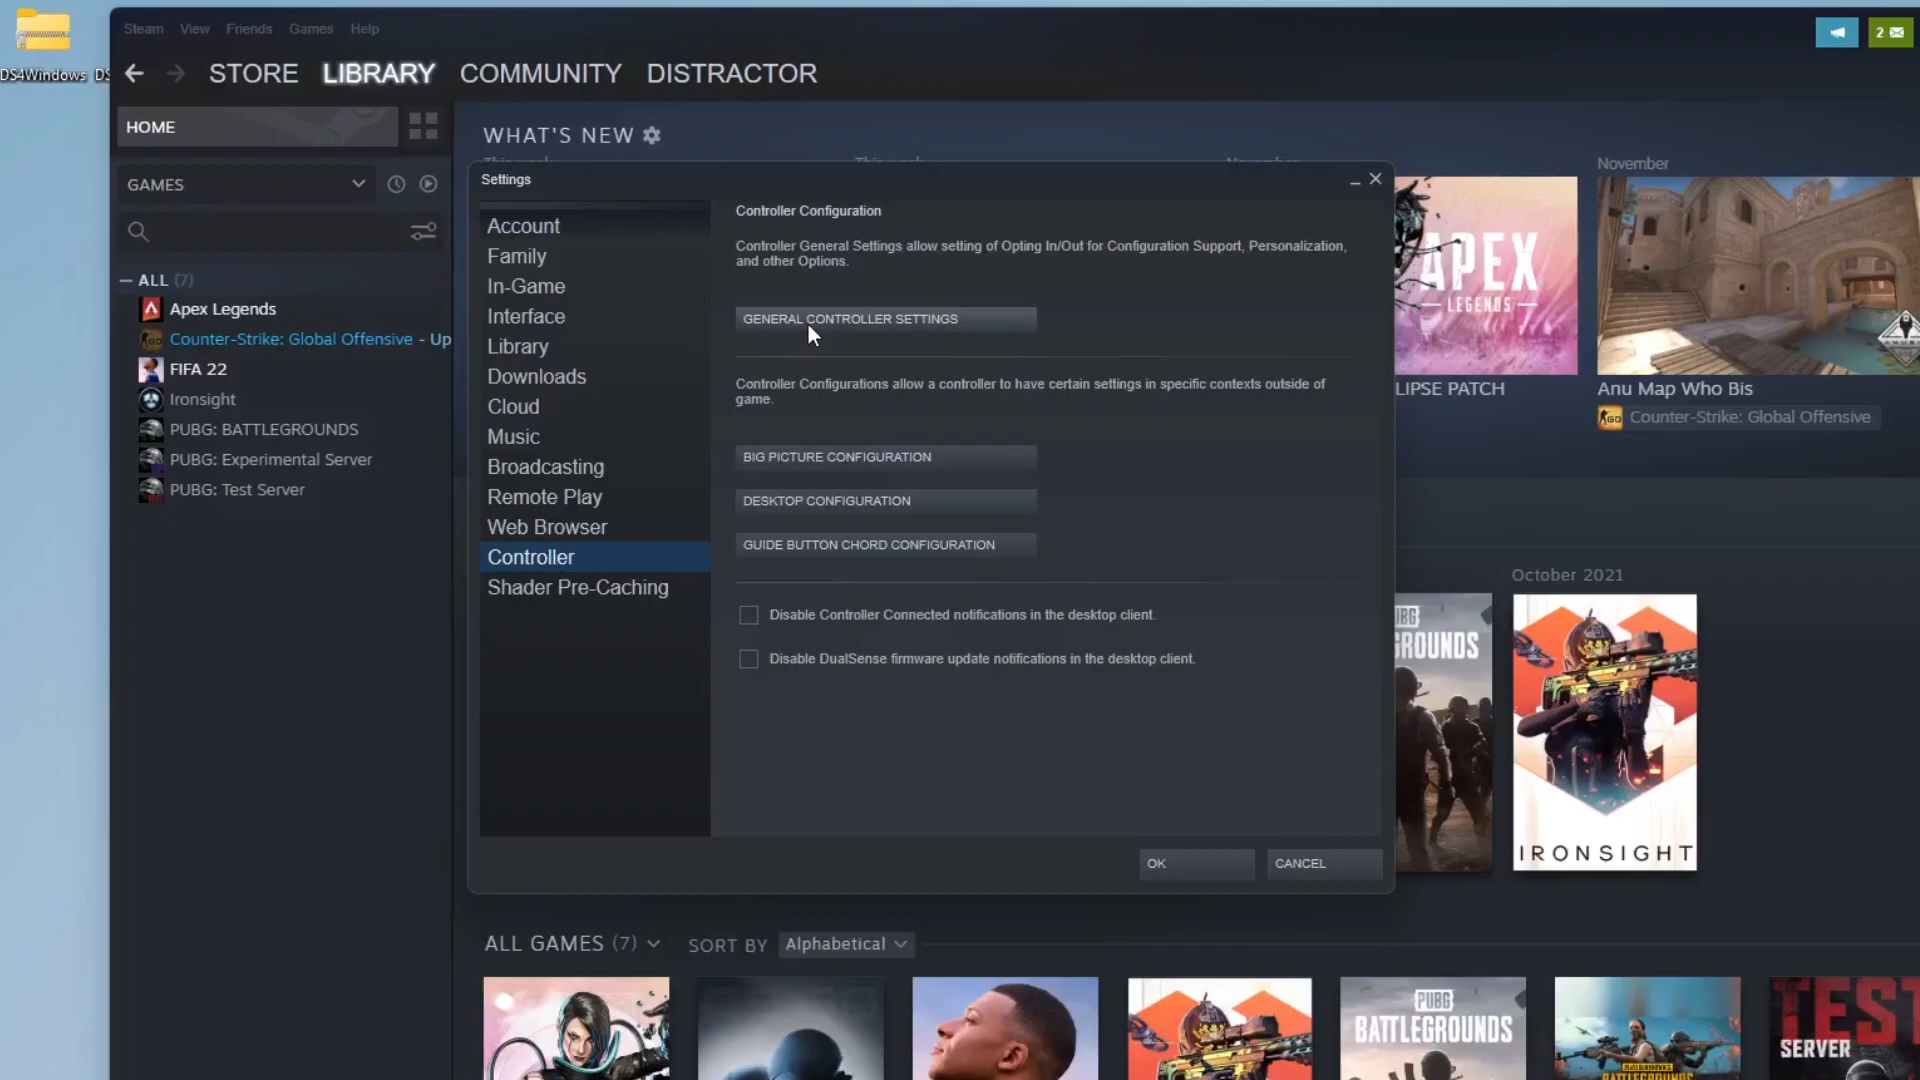 DS4Windows DS
Steam View Friends Games Help
2
STORE LIBRARY COMMUNITY DISTRACTOR
HOME
GAMES
ALL (7)
Apex Legends
Counter-Strike: Global Offensive - Up
FIFA 22
Ironsight
PUBG: BATTLEGROUNDS
PUBG: Experimental Server
PUBG: Test Server
WHAT'S NEW
November
APEX
LEGENDS
LIPSE PATCH
Anu Map Who Bis
Counter-Strike: Global Offensive
Settings
Account
Family
In-Game
Interface
Library
Downloads
Cloud
Music
Broadcasting
Remote Play
Web Browser
Controller
Shader Pre-Caching
Controller Configuration
Controller General Settings allow setting of Opting In/Out for Configuration Support, Personalization,
and other Options.
GENERAL CONTROLLER SETTINGS
Controller Configurations allow a controller to have certain settings in specific contexts outside of
game.
BIG PICTURE CONFIGURATION
DESKTOP CONFIGURATION
GUIDE BUTTON CHORD CONFIGURATION
Disable Controller Connected notifications in the desktop client.
Disable DualSense firmware update notifications in the desktop client.
OK CANCEL
October 2021
BG
GROUNDS
IRONSIGHT
ALL GAMES (7) SORT BY Alphabetical
PUBG
BATTLEGROUNDS
TES
SERVER